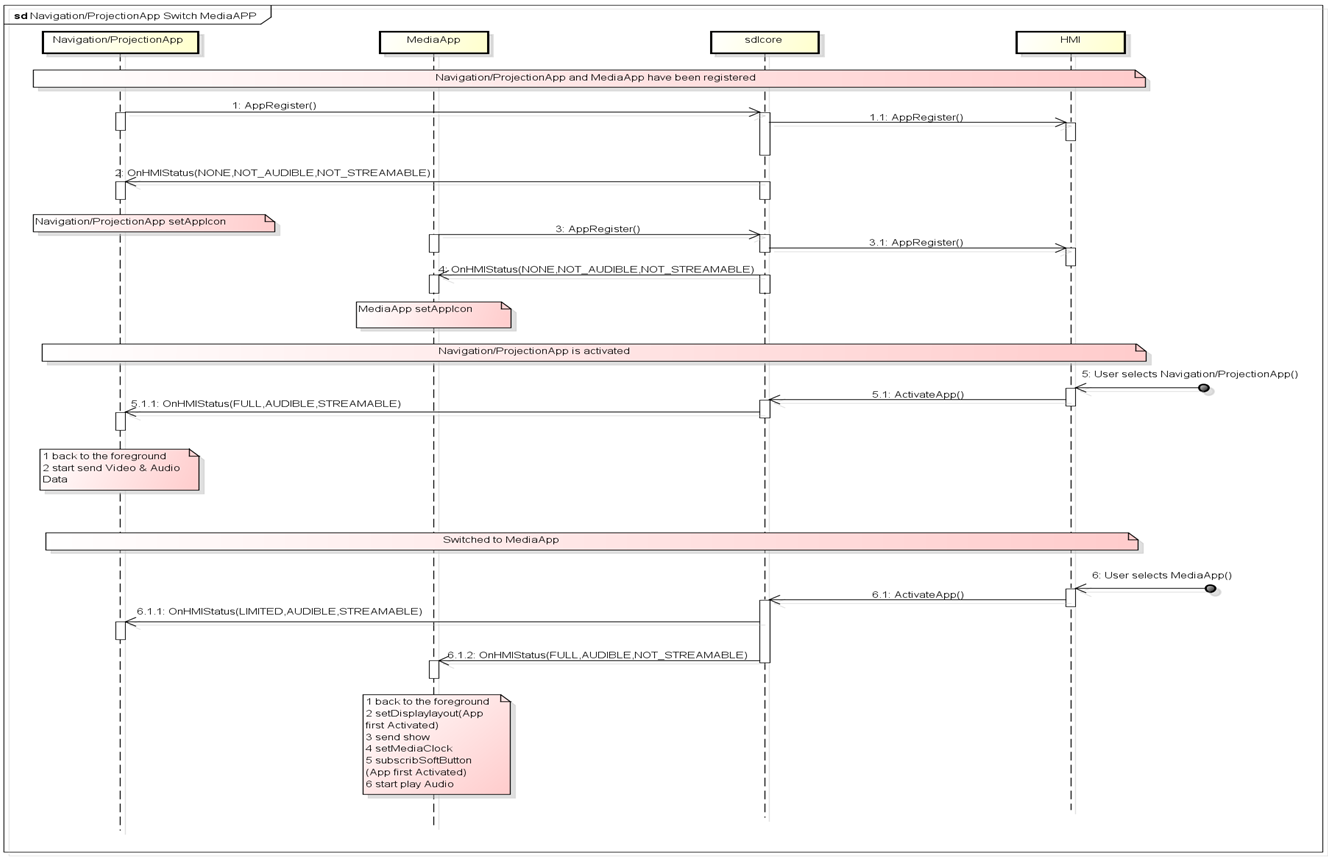 sd Navigation/ProjectionApp Switch MediaAPP
Navigation/ProjectionApp
MediaApp
sdlcore
HMI
Navigation/ProjectionApp and MediaApp have been registered
1: AppRegister()
1.1: AppRegister()
2: OnHMIStatus(NONE,NOT_AUDIBLE,NOT_STREAMABLE)
Navigation/ProjectionApp setAppIcon
3: AppRegister()
3.1: AppRegister()
4: OnHMIStatus(NONE,NOT_AUDIBLE,NOT_STREAMABLE)
MediaApp setAppIcon
Navigation/ProjectionApp is activated
5: User selects Navigation/ProjectionApp()
5.1: ActivateApp()
5.1.1: OnHMIStatus(FULL,AUDIBLE,STREAMABLE)
1 back to the foreground
2 start send Video & Audio
Data
Switched to MediaApp
6: User selects MediaApp()
6.1: ActivateApp()
6.1.1: OnHMIStatus(LIMITED,AUDIBLE,STREAMABLE)
6.1.2: OnHMIStatus(FULL,AUDIBLE,NOT_STREAMABLE)
1 back to the foreground
2 setDisplaylayout(App
first Activated)
3 send show
4 setMediaClock
5 subscribSoftButton
(App first Activated)
6 start play Audio